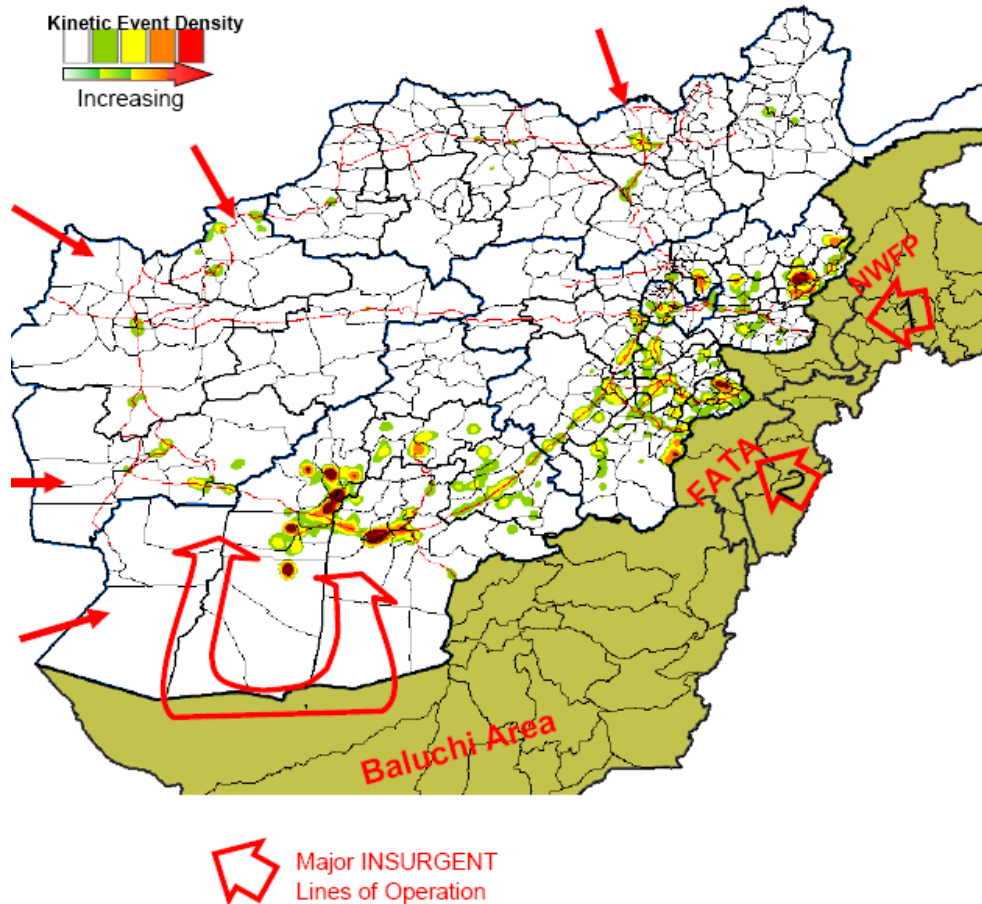 Kinetic Event Density
Increasing
NWFP
1
FATA
2
Baluchi Area
Major INSURGENT
Lines of Operation